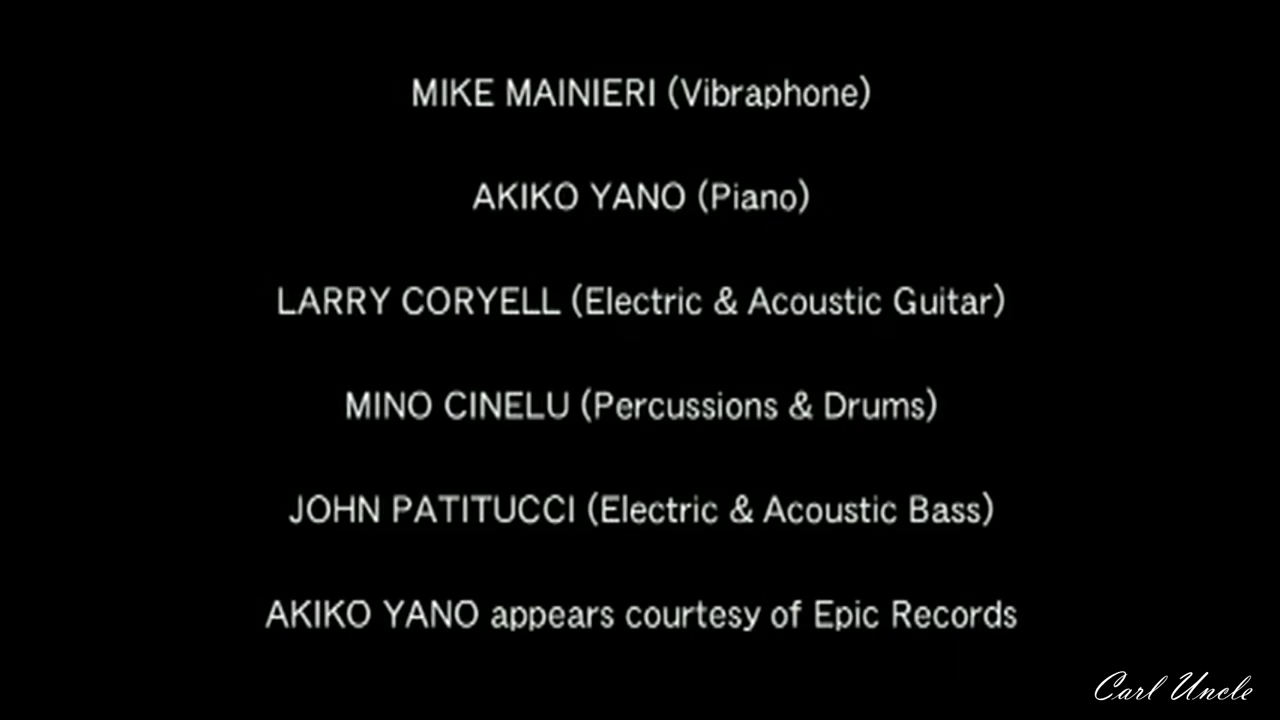 MIKE MAINIERI (Vibraphone)
AKIKO YANO (Piano)
LARRY CORYELL (Electric & Acoustic Guitar)
MINO CINELU (Percussions & Drums)
JOHN PATITUCCI (Electric & Acoustic Bass)
AKIKO YANO appears courtesy of Epic Records
Carl Uncle